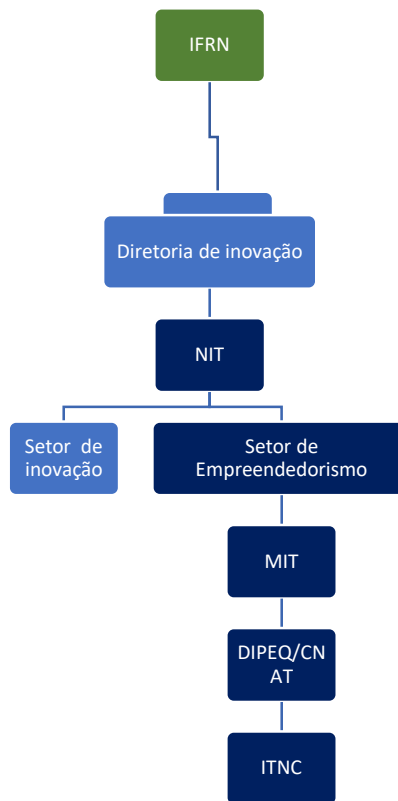 IFRN
Diretoria de inovação
NIT
Setor de
inovação
Setor de
Empreendedorismo
MIT
DIPEQ/CN
AT
ITNC